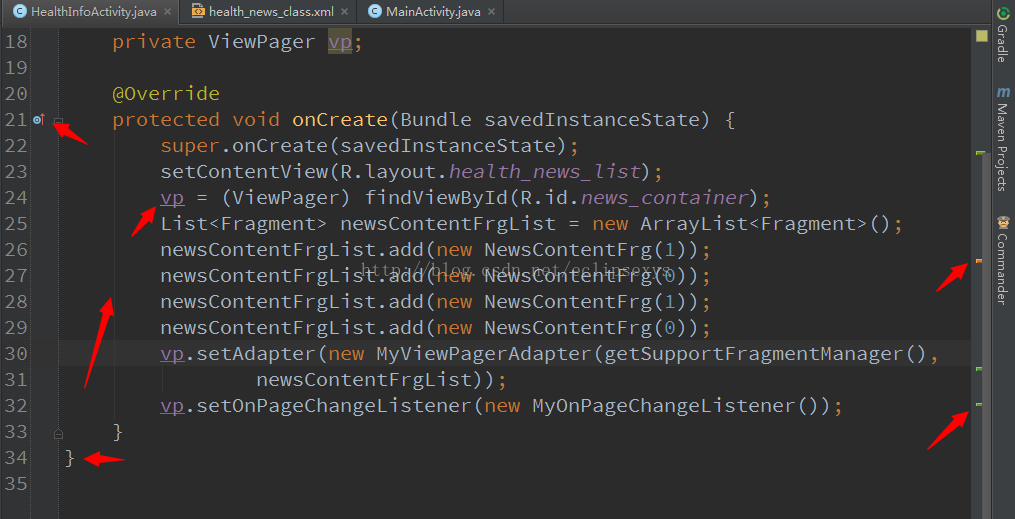 HealthInfoActivity.java health_news_class.xml MainActivity.java
18 private ViewPager vp;
19
20 @Override
21 protected void onCreate(Bundle savedInstanceState) {
22 super.onCreate(savedInstanceState);
23 setContentView(R.layout.health_news_list);
24 vp = (ViewPager) findViewById(R.id.news_container);
25 List<Fragment> newsContentFrgList = new ArrayList<Fragment>();
26 newsContentFrgList.add(new NewsContentFrg(1));
27 newsContentFrgList.add(new NewsContentFrg(0));
http://blog.csdn.net/eclipsexys
28 newsContentFrgList.add(new NewsContentFrg(1));
29 newsContentFrgList.add(new NewsContentFrg(0));
30 vp.setAdapter(new MyViewPagerAdapter(getSupportFragmentManager(),
31 newsContentFrgList));
32 vp.setOnPageChangeListener(new MyOnPageChangeListener());
33 }
34 }
35
Gradle
Maven Projects
Commander